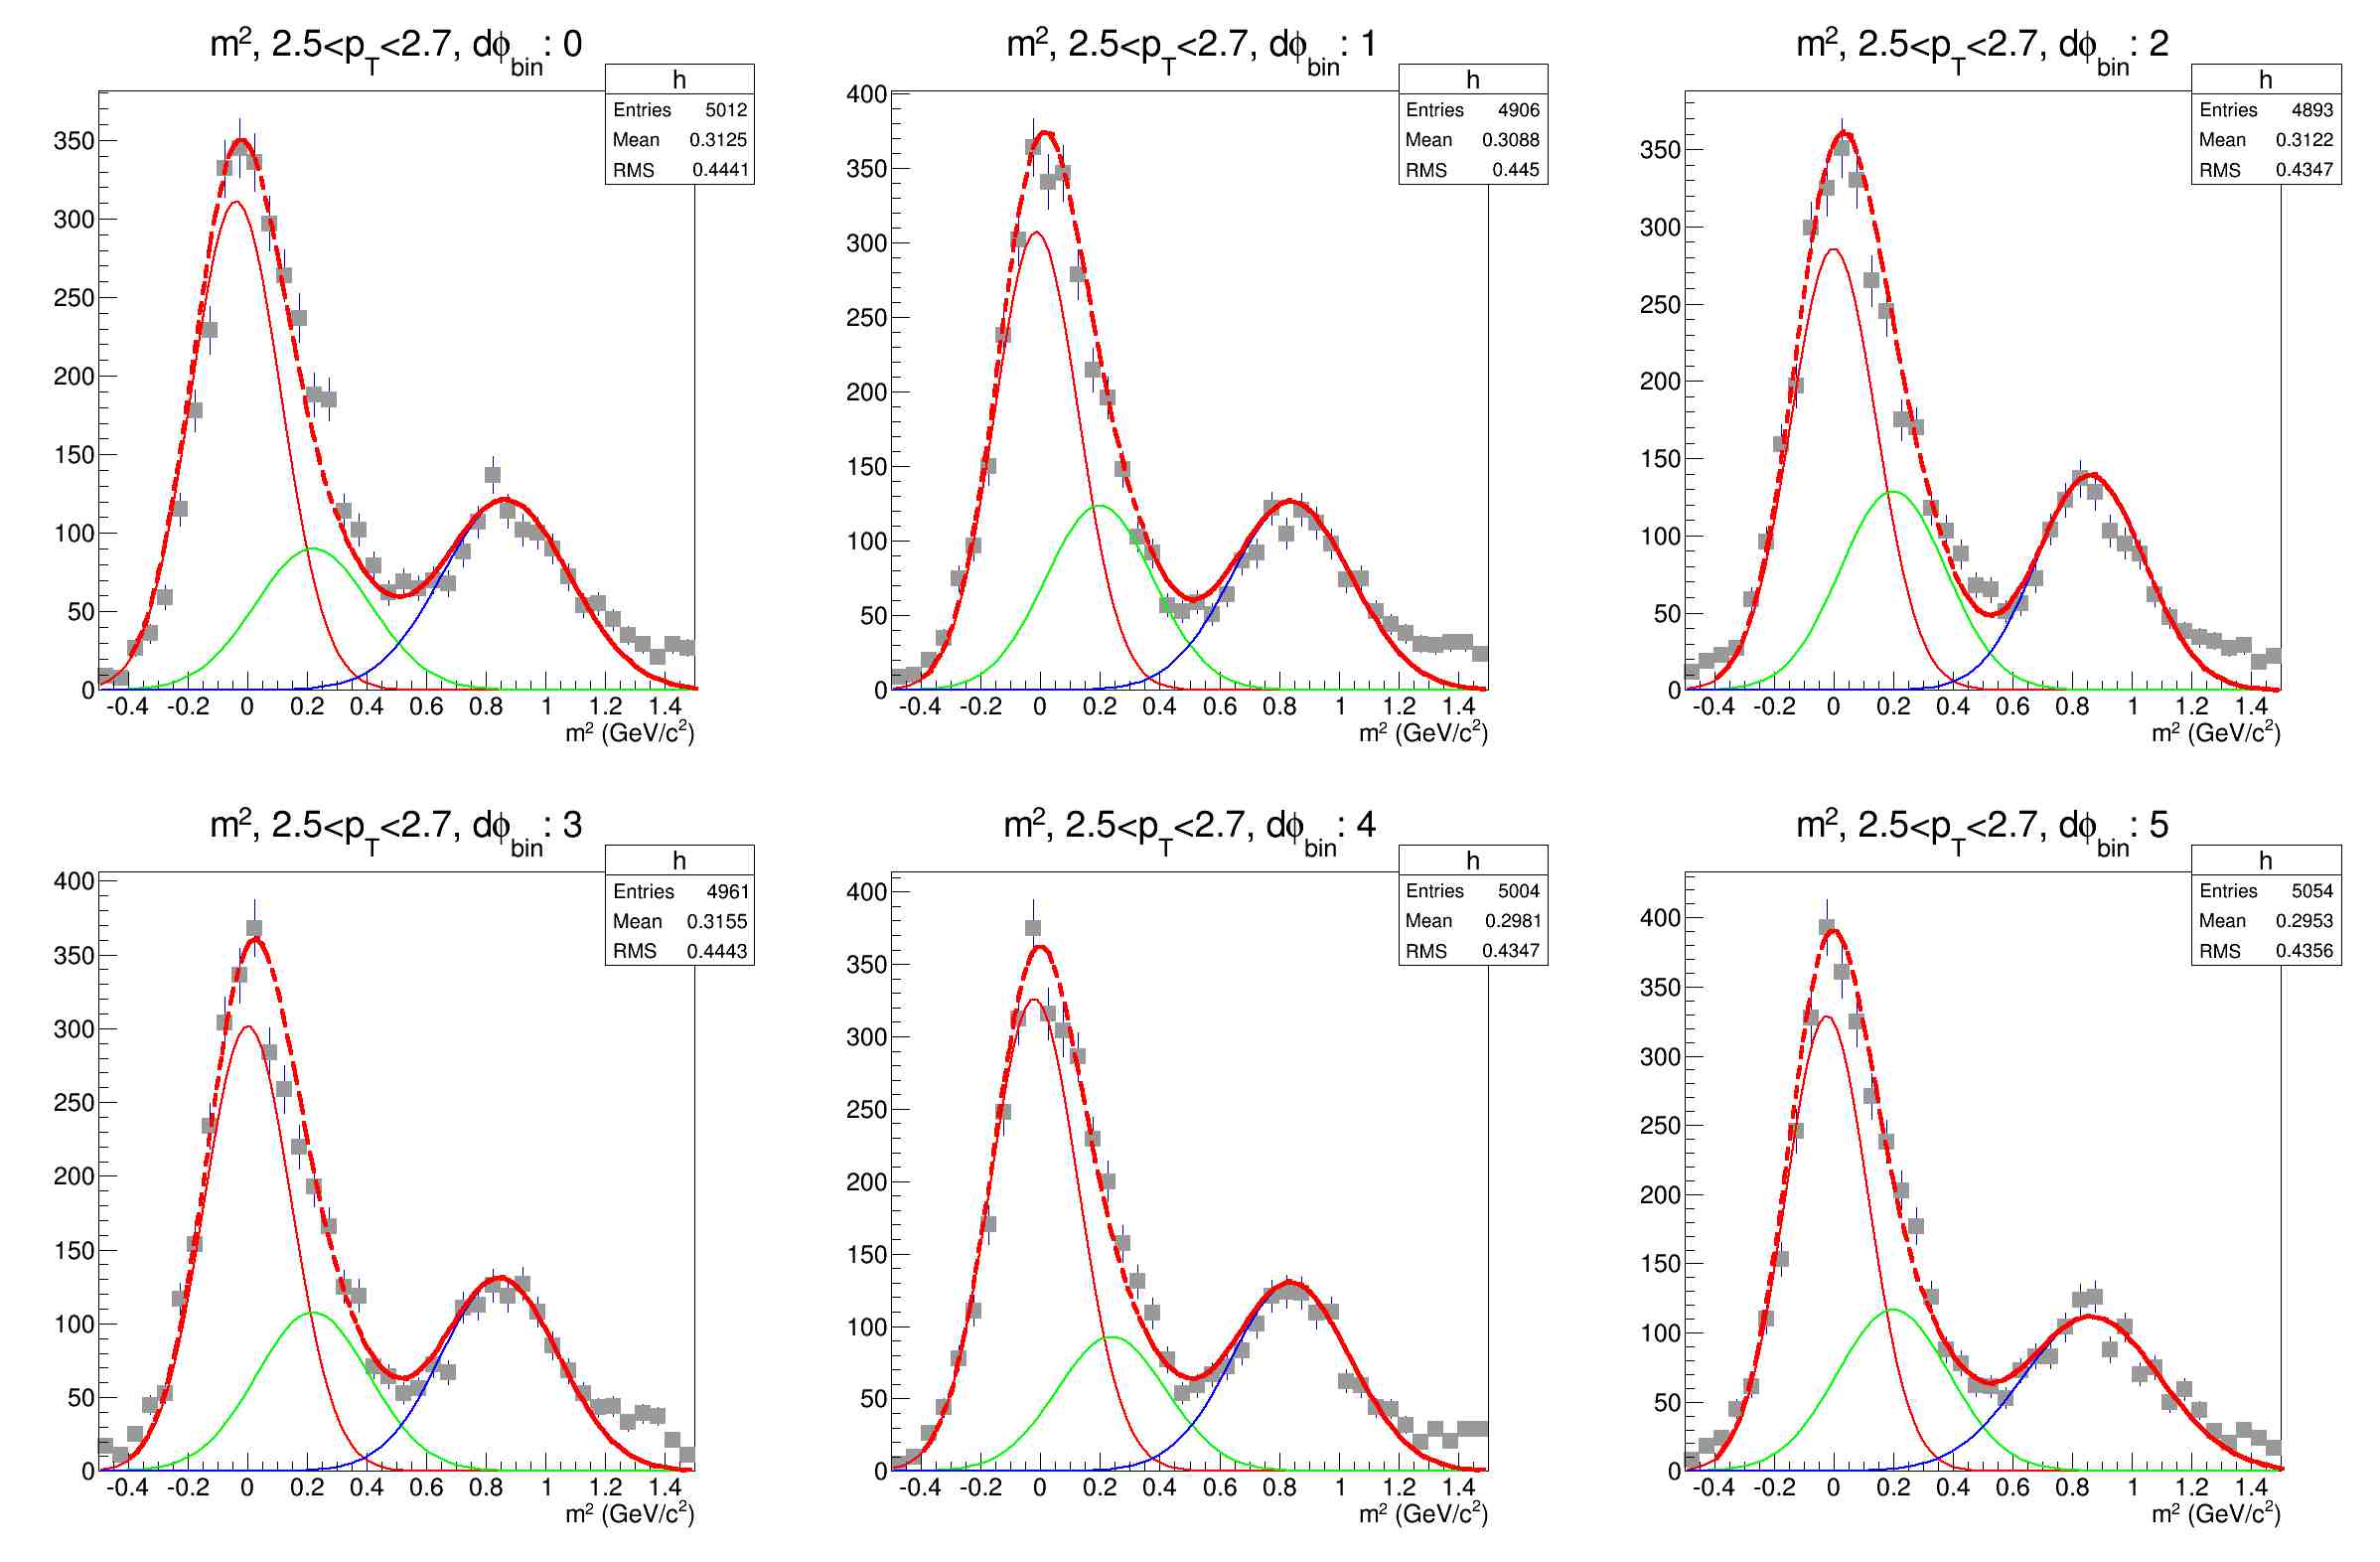 m², 2.5<p_T<2.7, dϕ_bin: 0
h
Entries 5012
Mean 0.3125
RMS 0.4441
350
300
250
200
150
100
50
0
-0.4 -0.2 0 0.2 0.4 0.6 0.8 1 1.2 1.4
m² (GeV/c²)
m², 2.5<p_T<2.7, dϕ_bin: 1
h
Entries 4906
Mean 0.3088
RMS 0.445
400
350
300
250
200
150
100
50
0
-0.4 -0.2 0 0.2 0.4 0.6 0.8 1 1.2 1.4
m² (GeV/c²)
m², 2.5<p_T<2.7, dϕ_bin: 2
h
Entries 4893
Mean 0.3122
RMS 0.4347
350
300
250
200
150
100
50
0
-0.4 -0.2 0 0.2 0.4 0.6 0.8 1 1.2 1.4
m² (GeV/c²)
m², 2.5<p_T<2.7, dϕ_bin: 3
h
Entries 4961
Mean 0.3155
RMS 0.4443
400
350
300
250
200
150
100
50
0
-0.4 -0.2 0 0.2 0.4 0.6 0.8 1 1.2 1.4
m² (GeV/c²)
m², 2.5<p_T<2.7, dϕ_bin: 4
h
Entries 5004
Mean 0.2981
RMS 0.4347
400
350
300
250
200
150
100
50
0
-0.4 -0.2 0 0.2 0.4 0.6 0.8 1 1.2 1.4
m² (GeV/c²)
m², 2.5<p_T<2.7, dϕ_bin: 5
h
Entries 5054
Mean 0.2953
RMS 0.4356
400
350
300
250
200
150
100
50
0
-0.4 -0.2 0 0.2 0.4 0.6 0.8 1 1.2 1.4
m² (GeV/c²)